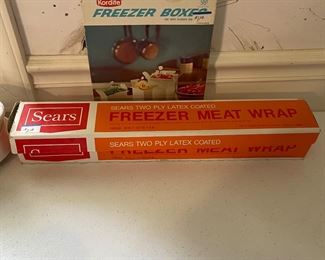 Kordite
FREEZER BOXES
Sears
SEARS TWO PLY LATEX COATED
FREEZER MEAT WRAP
SEARS TWO PLY LATEX COATED
FREEZER MEAT WRAP